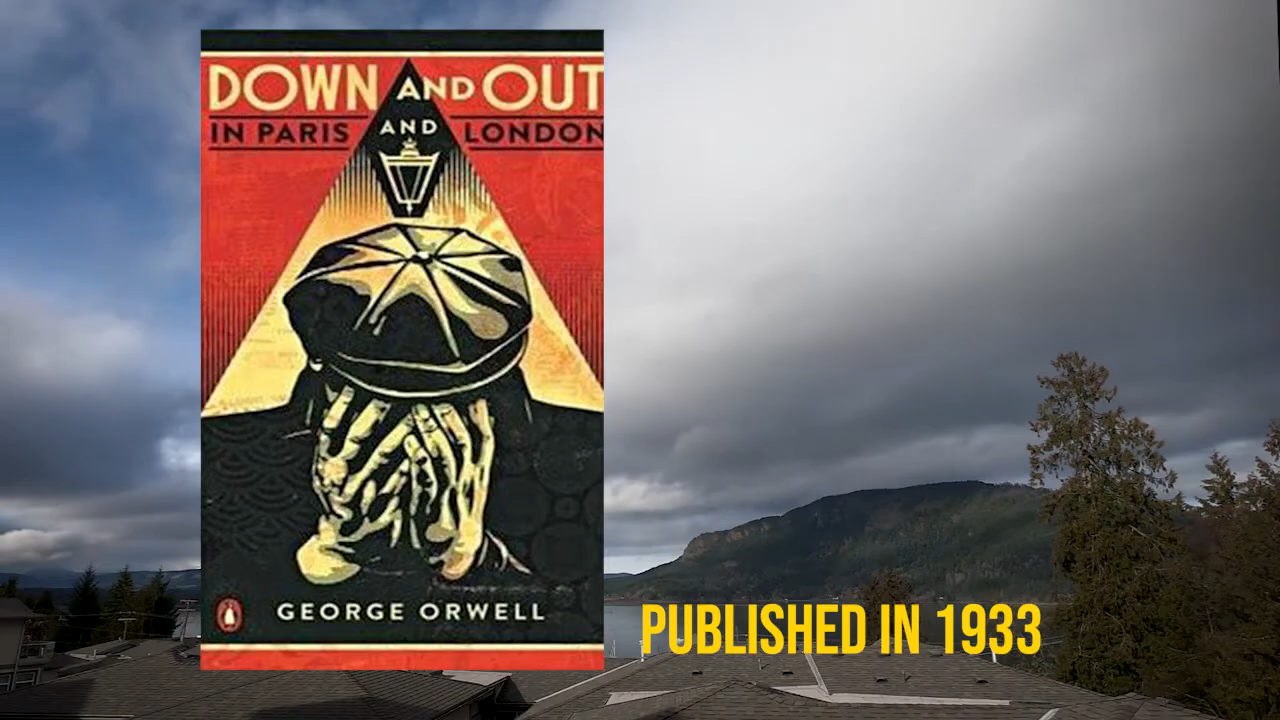 DOWN AND OUT
IN PARIS AND LONDON
GEORGE ORWELL
PUBLISHED IN 1933